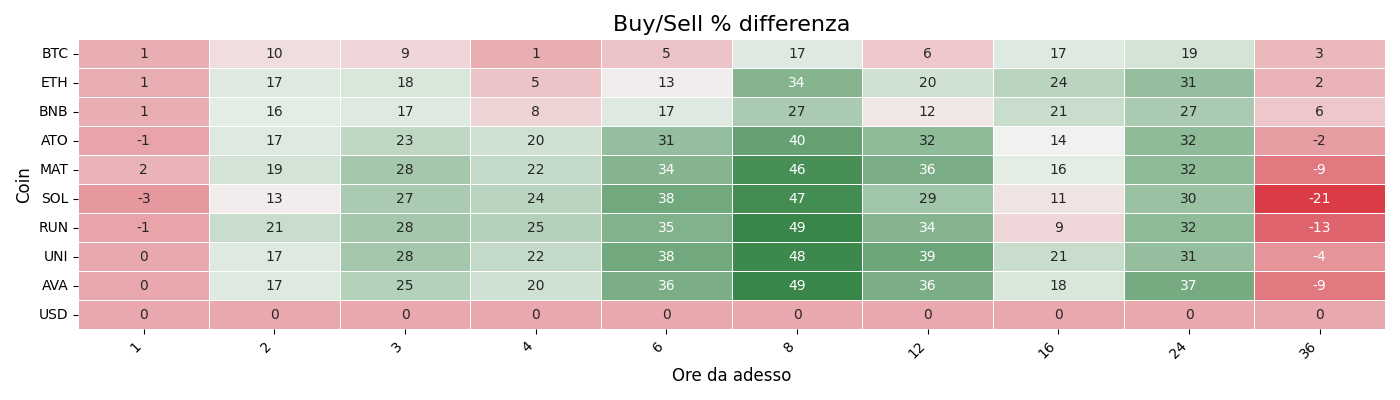 Buy/Sell % differenza
Coin
BTC 1 10 9 1 5 17 6 17 19 3
ETH 1 17 18 5 13 34 20 24 31 2
BNB 1 16 17 8 17 27 12 21 27 6
ATO -1 17 23 20 31 40 32 14 32 -2
MAT 2 19 28 22 34 46 36 16 32 -9
SOL -3 13 27 24 38 47 29 11 30 -21
RUN -1 21 28 25 35 49 34 9 32 -13
UNI 0 17 28 22 38 48 39 21 31 -4
AVA 0 17 25 20 36 49 36 18 37 -9
USD 0 0 0 0 0 0 0 0 0 0
1 2 3 4 6 8 12 16 24 36
Ore da adesso